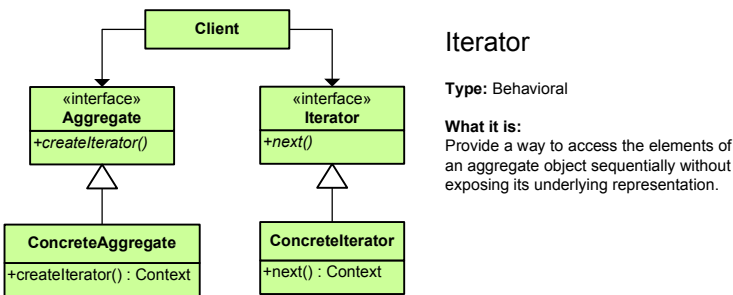 Client
«interface»
Aggregate
+createIterator()
«interface»
Iterator
+next()
ConcreteAggregate
+createIterator() : Context
ConcreteIterator
+next() : Context
Iterator
Type: Behavioral
What it is:
Provide a way to access the elements of
an aggregate object sequentially without
exposing its underlying representation.